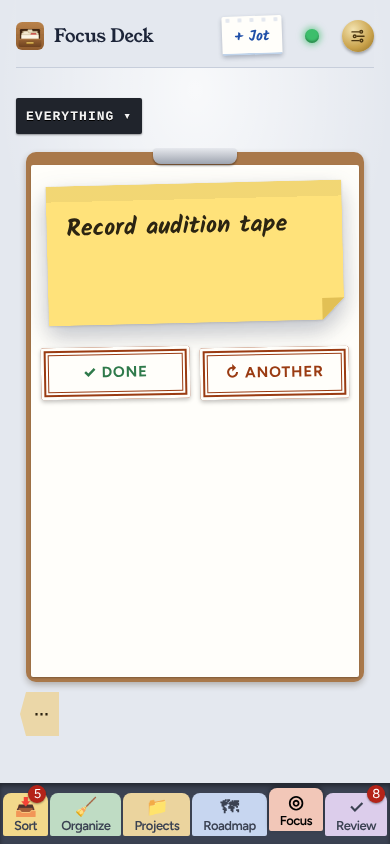 Focus Deck
+ Jot
EVERYTHING ▾
Record audition tape
✓ DONE
↻ ANOTHER
...
5
8
Sort
Organize
Projects
Roadmap
Focus
Review